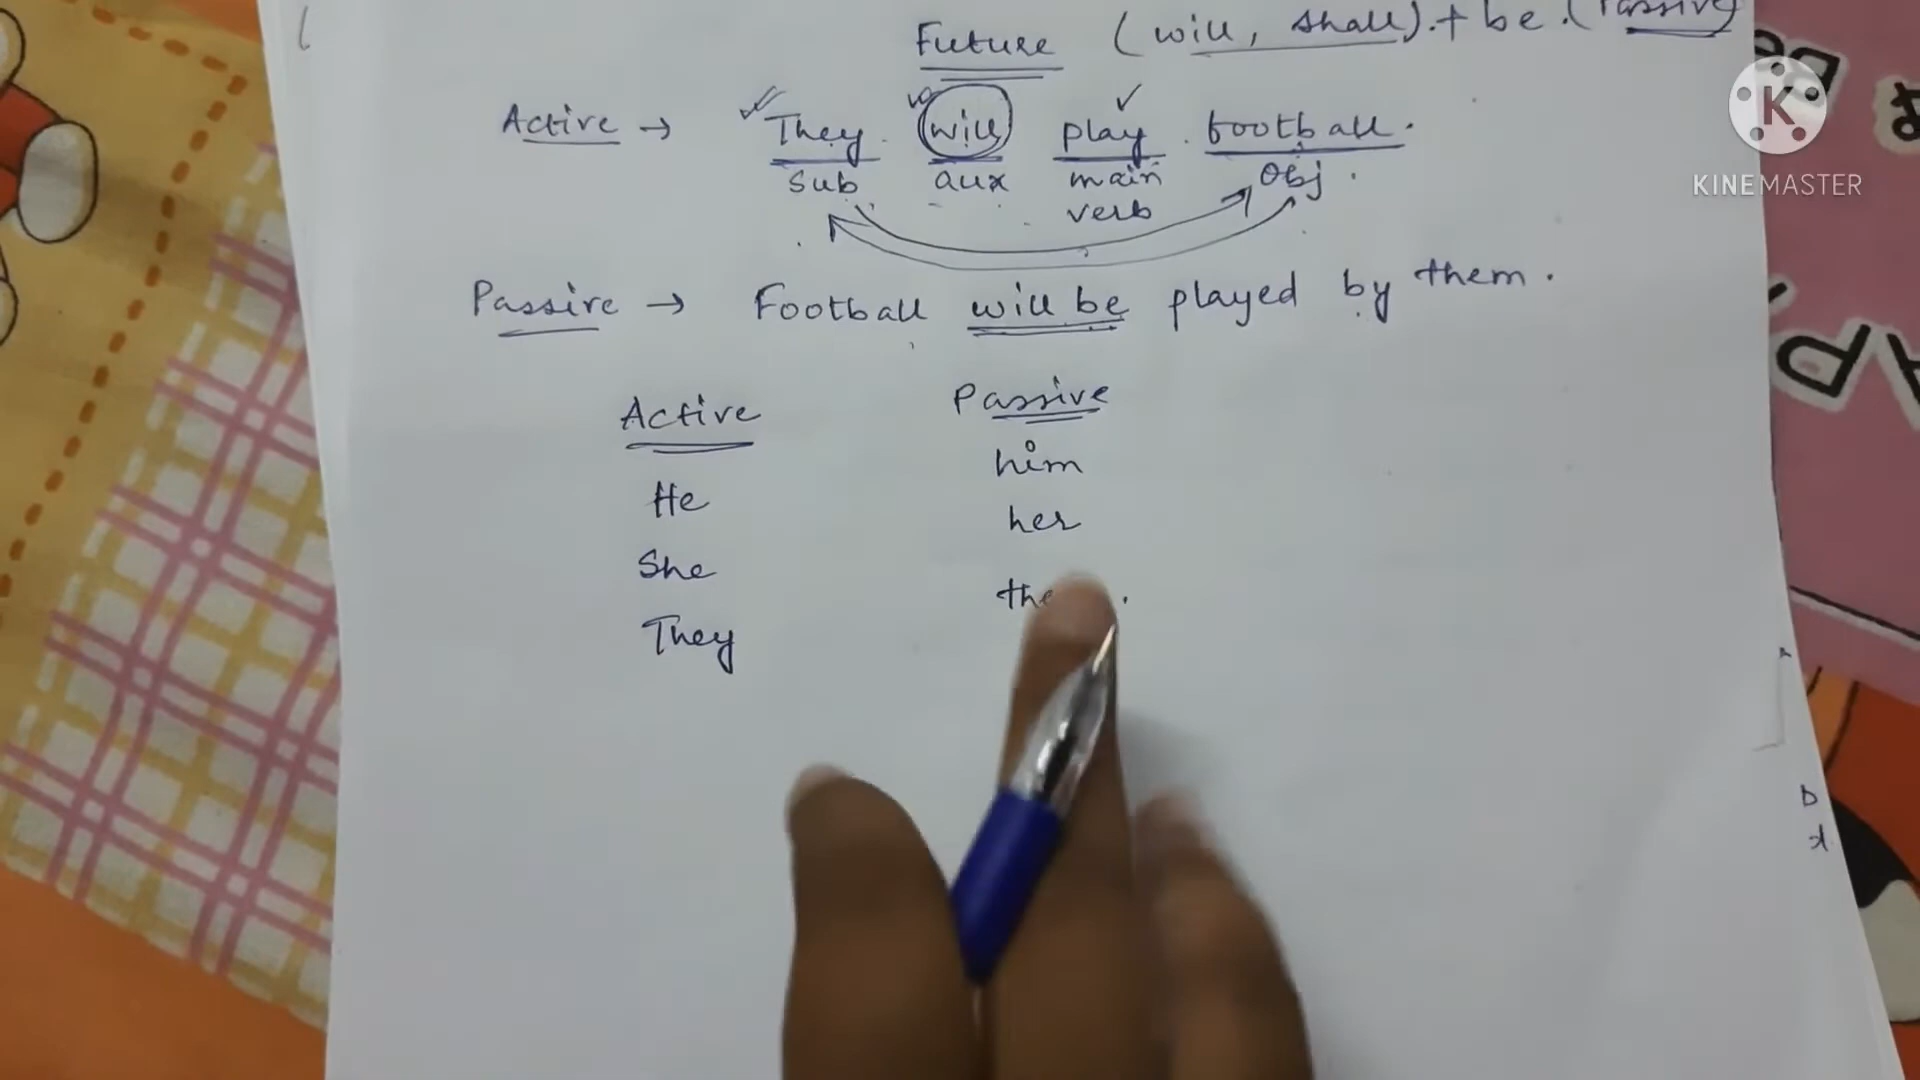 Future (will, shall).+ be.(Passive)
Active → They will play football.
sub aux main obj.
verb
Passive → Football will be played by them.
Active Passive
He him
She her
They
K
KINEMASTER